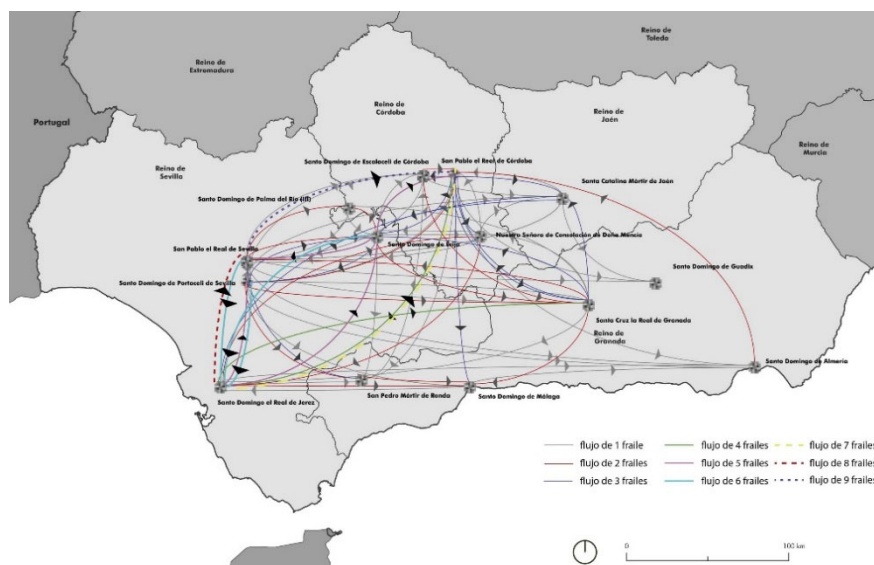 Reino de
Toledo
Reino de
Extremadura
Reino de
Córdoba
Reino de
Jaén
Portugal
Reino de
Murcia
Reino de
Sevilla
Santo Domingo de Escalaceli de Córdoba
San Pablo el Real de Córdoba
Santa Catalina Mártir de Jaén
Santo Domingo de Palma del Río (III)
Nuestra Señora de Consolación de Doña Mencía
San Pablo el Real de Sevilla
Santo Domingo de Écija
Santo Domingo de Guadix
Santo Domingo de Portaceli de Sevilla
Santa Cruz la Real de Granada
Reino de
Granada
Santo Domingo de Almería
San Pedro Mártir de Ronda
Santo Domingo de Málaga
Santo Domingo el Real de Jerez
flujo de 1 fraile
flujo de 4 frailes
flujo de 7 frailes
flujo de 2 frailes
flujo de 5 frailes
flujo de 8 frailes
flujo de 3 frailes
flujo de 6 frailes
flujo de 9 frailes
0
100 km